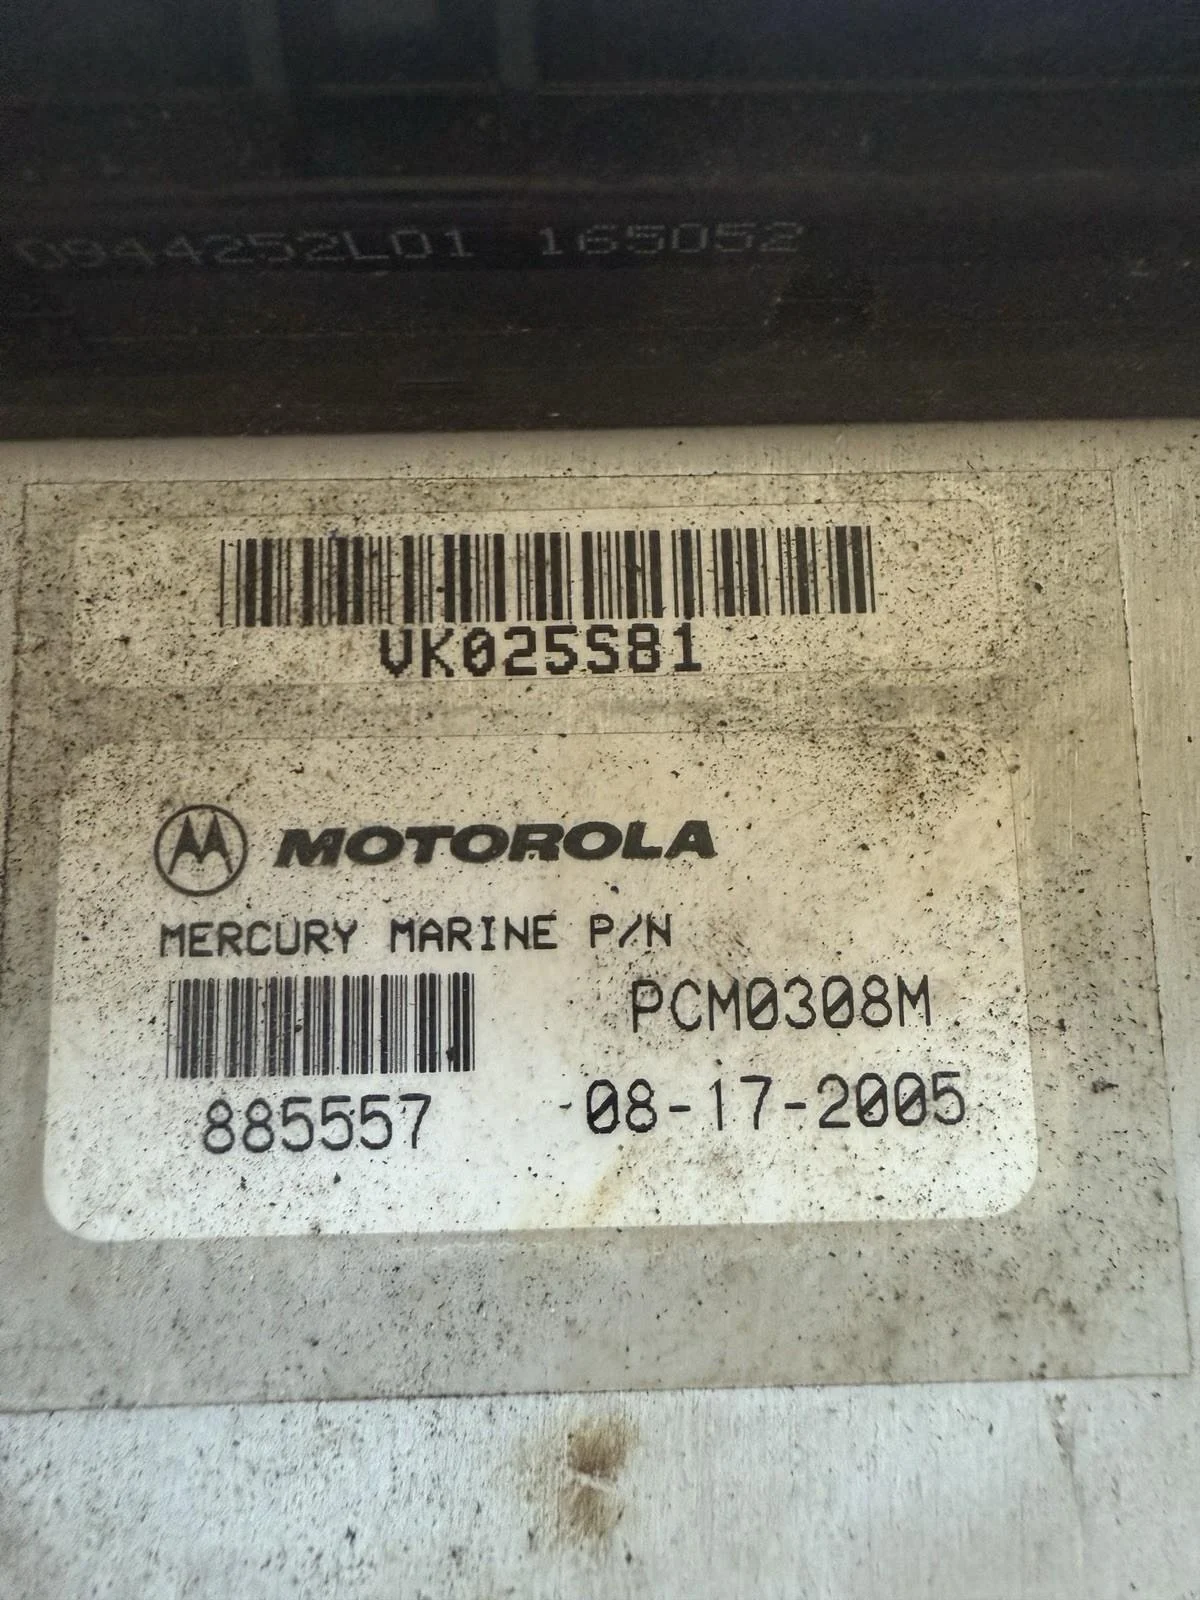 0944252L01 165052
VK025S81
MOTOROLA
MERCURY MARINE P/N
PCM0308M
885557 08-17-2005